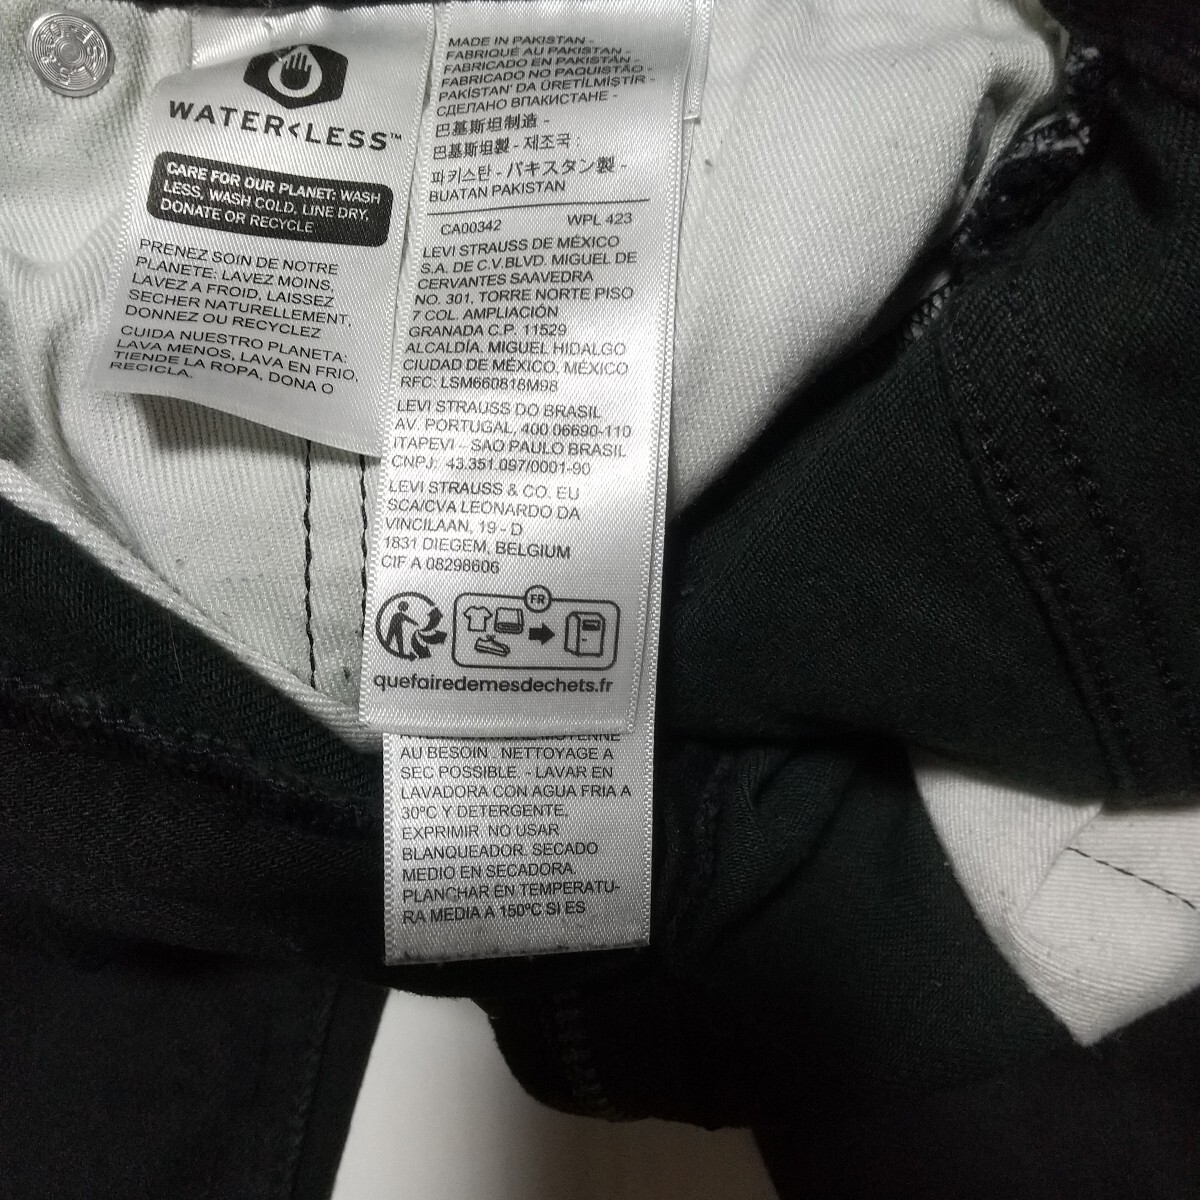 WATER<LESS™
CARE FOR OUR PLANET: WASH
LESS, WASH COLD, LINE DRY,
DONATE OR RECYCLE
PRENEZ SOIN DE NOTRE
PLANETE: LAVEZ MOINS,
LAVEZ A FROID, LAISSEZ
SECHER NATURELLEMENT,
DONNEZ OU RECYCLEZ
CUIDA NUESTRO PLANETA:
LAVA MENOS, LAVA EN FRIO,
TIENDE LA ROPA, DONA O
RECICLA.
MADE IN PAKISTAN -
FABRIQUÉ AU PAKISTAN -
FABRICADO EN PAKISTÁN -
FABRICADO NO PAQUISTÃO -
PAKİSTAN' DA ÜRETİLMİŞTİR -
СДЕЛАНО ВПАКИСТАНЕ -
巴基斯坦制造 -
巴基斯坦製 - 제조국 :
파키스탄 - パキスタン製 -
BUATAN PAKISTAN
CA00342 WPL 423
LEVI STRAUSS DE MÉXICO
S.A. DE C.V.BLVD. MIGUEL DE
CERVANTES SAAVEDRA
NO. 301, TORRE NORTE PISO
7 COL. AMPLIACIÓN
GRANADA C.P. 11529
ALCALDÍA. MIGUEL HIDALGO
CIUDAD DE MÉXICO. MÉXICO
RFC: LSM660818M98
LEVI STRAUSS DO BRASIL
AV. PORTUGAL, 400 06690-110
ITAPEVI - SAO PAULO BRASIL
CNPJ: 43.351.097/0001-90
LEVI STRAUSS & CO. EU
SCA/CVA LEONARDO DA
VINCILAAN, 19 - D
1831 DIEGEM, BELGIUM
CIF A 08298606
FR
quefairedemesdechets.fr
AU BESOIN . NETTOYAGE A
SEC POSSIBLE. - LAVAR EN
LAVADORA CON AGUA FRIA A
30ºC Y DETERGENTE.
EXPRIMIR NO USAR
BLANQUEADOR. SECADO
MEDIO EN SECADORA.
PLANCHAR EN TEMPERATU-
RA MEDIA A 150°C SI ES